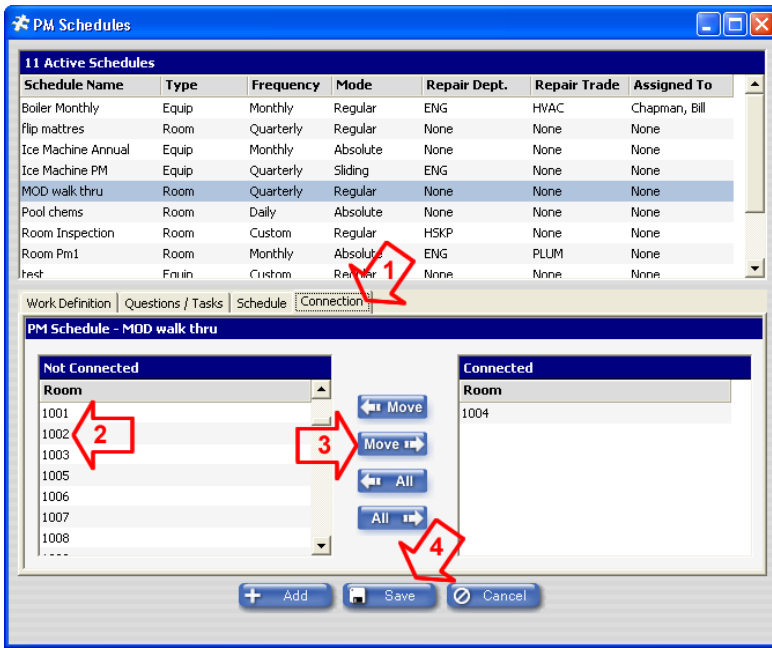 PM Schedules
11 Active Schedules
Schedule Name Type Frequency Mode Repair Dept. Repair Trade Assigned To
Boiler Monthly Equip Monthly Regular ENG HVAC Chapman, Bill
flip mattres Room Quarterly Regular None None None
Ice Machine Annual Equip Monthly Absolute None None None
Ice Machine PM Equip Quarterly Sliding ENG None None
MOD walk thru Room Quarterly Regular None None None
Pool chems Room Daily Absolute None None None
Room Inspection Room Custom Regular HSKP None None
Room Pm1 Room Monthly Absolute ENG PLUM None
test Equip Custom Regular None None None
1
Work Definition Questions / Tasks Schedule Connection
PM Schedule - MOD walk thru
Not Connected
Room
1001
1002
1003
1005
1006
1007
1008
2
Move
3 Move
All
All
Connected
Room
1004
4
Add Save Cancel